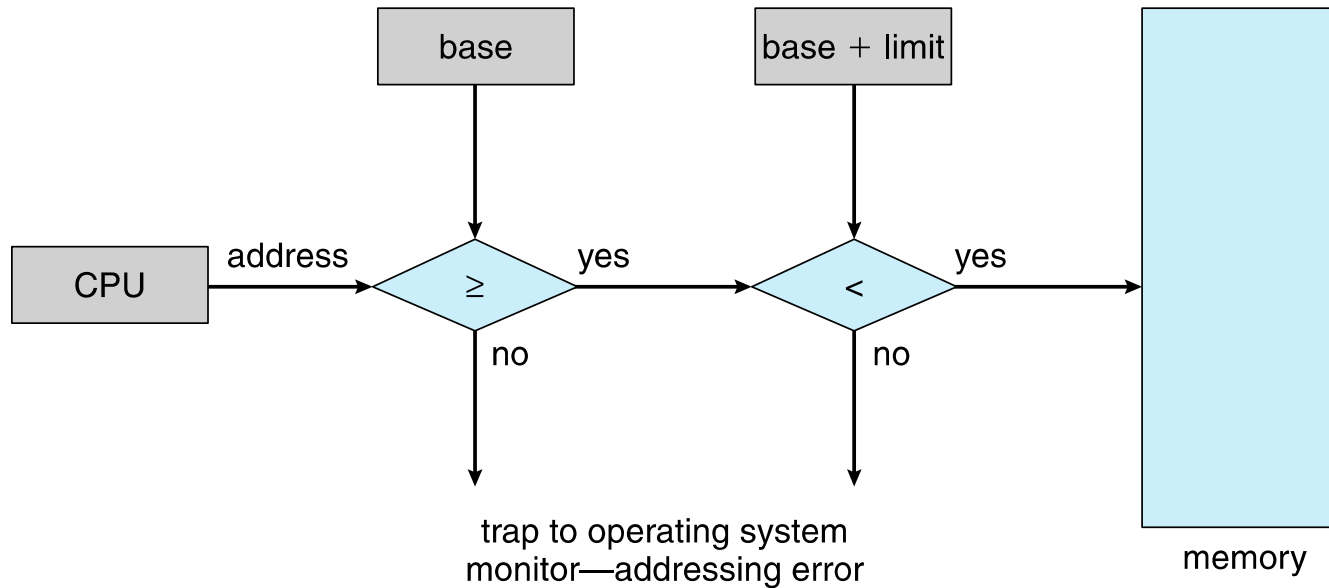 base
base + limit
CPU
address
≥
yes
<
yes
no
no
trap to operating system
monitor—addressing error
memory